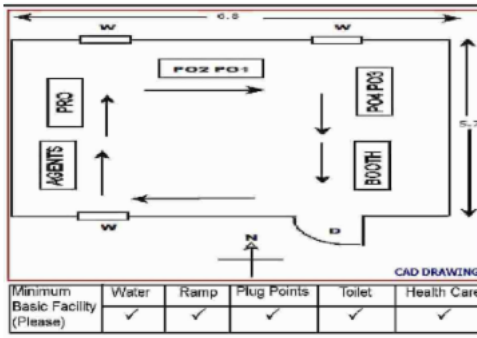 6.8
W W
PO2 PO1
PRO
PO4 PO3
AGENTS
BOOTH
W
D
N
CAD DRAWING
Minimum Basic Facility (Please)
Water
Ramp
Plug Points
Toilet
Health Care
✓ ✓ ✓ ✓ ✓